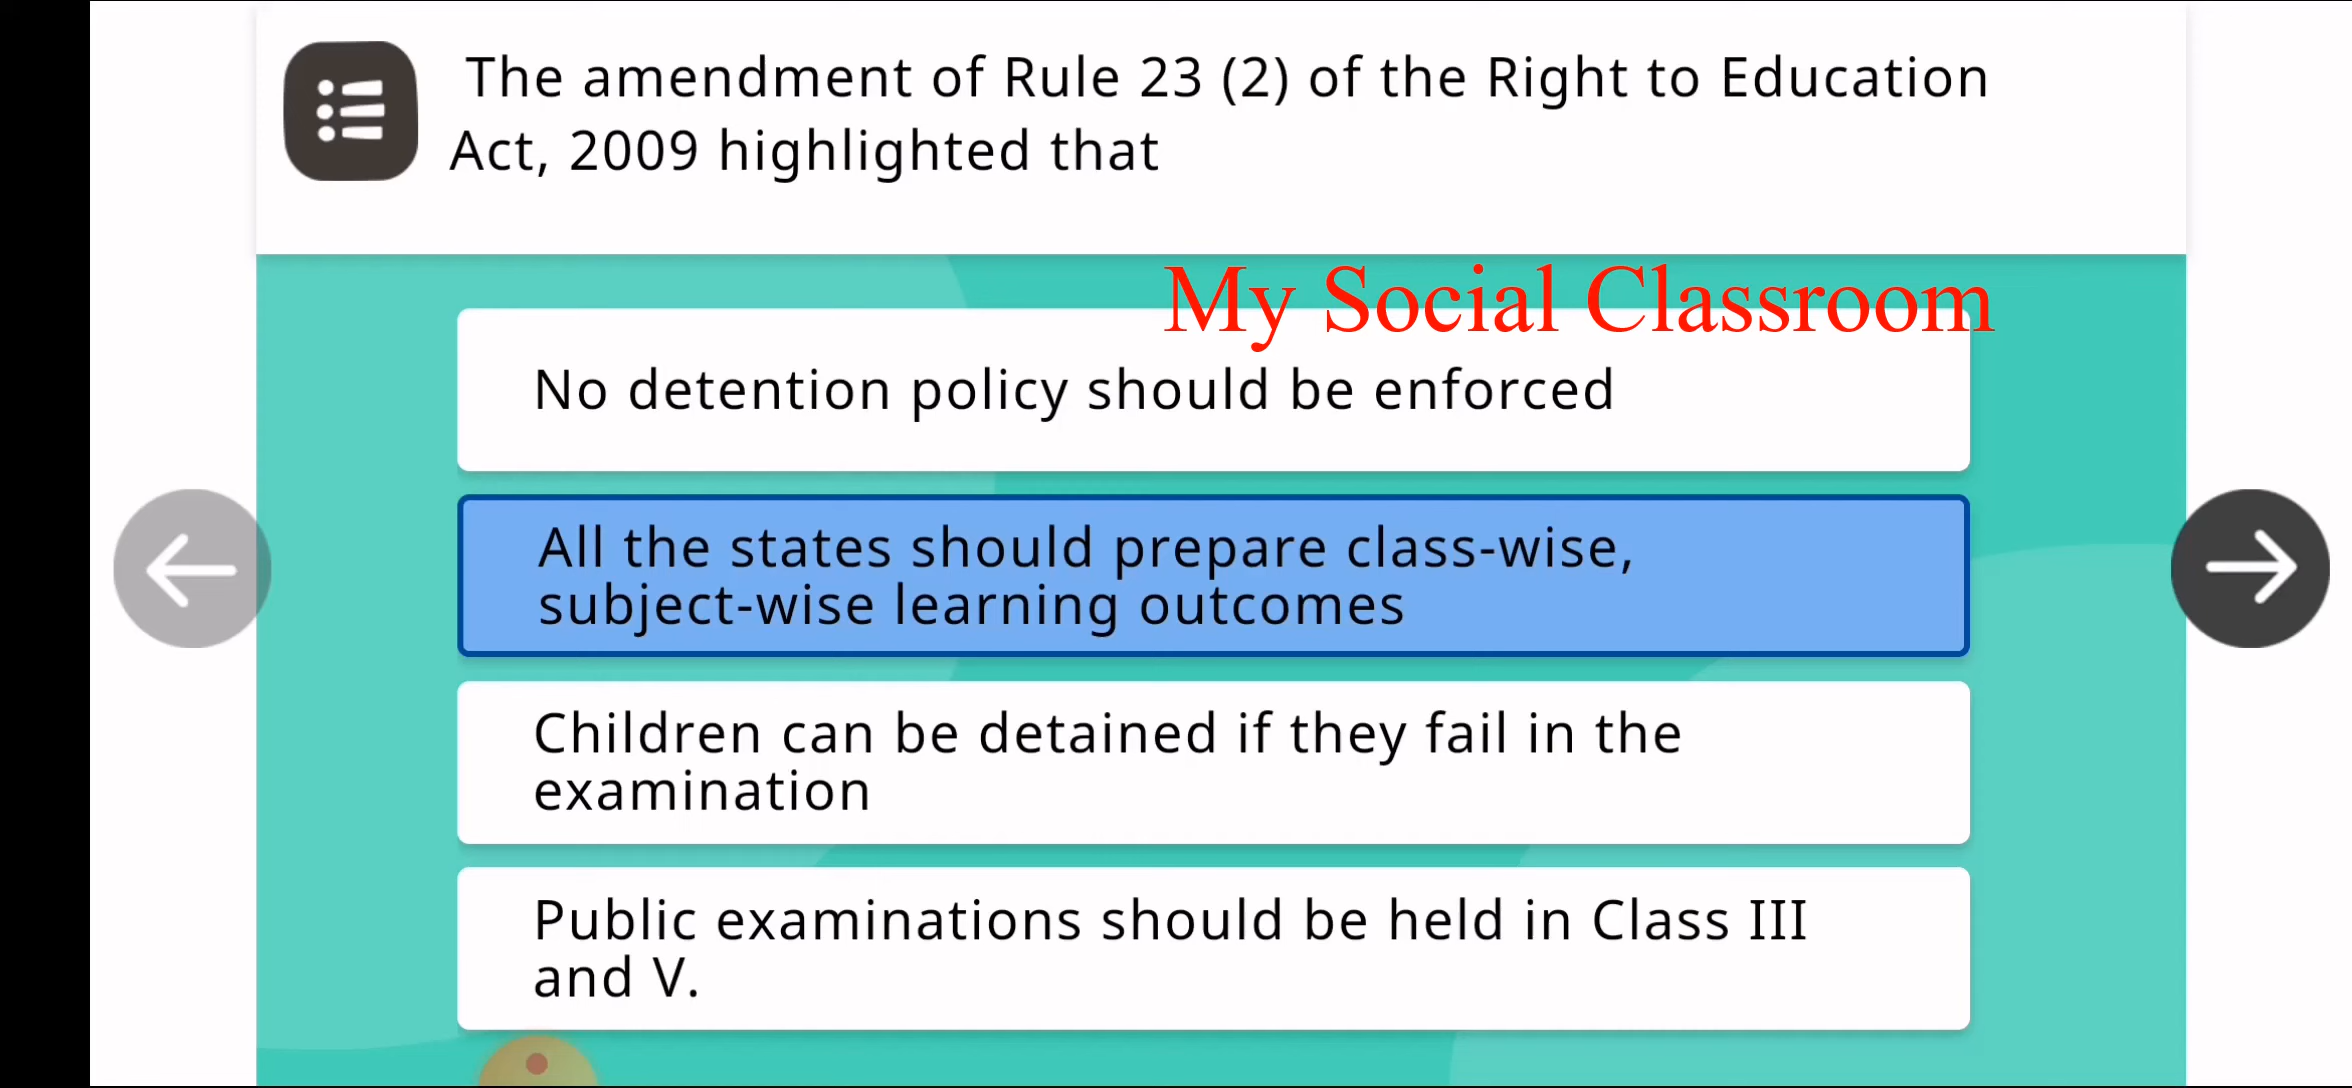 The amendment of Rule 23 (2) of the Right to Education
Act, 2009 highlighted that
My Social Classroom
No detention policy should be enforced
All the states should prepare class-wise,
subject-wise learning outcomes
Children can be detained if they fail in the
examination
Public examinations should be held in Class III
and V.